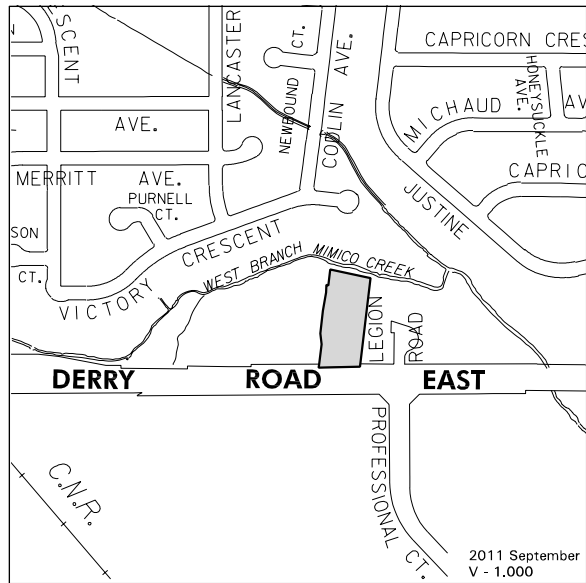 ESCENT
LANCASTER
NEWBOUND
CT.
CODLIN AVE.
CAPRICORN CRES
HONEYSUCKLE
AVE.
MICHAUD AV
AVE.
CAPRIC
MERRITT AVE.
PURNELL
CT.
JUSTINE
SON
CT.
VICTORY CRESCENT
WEST BRANCH MIMICO CREEK
LEGION
ROAD
DERRY ROAD EAST
PROFESSIONAL CT.
C.N.R.
2011 September
V - 1.000